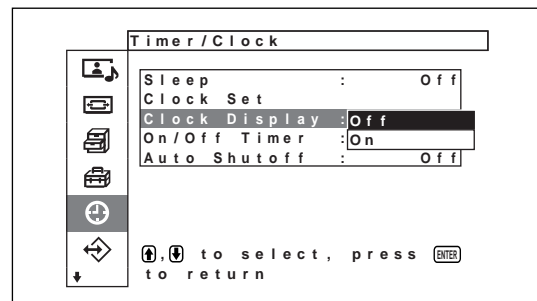 Timer/Clock
Sleep : Off
Clock Set
Clock Display : Off
On/Off Timer : On
Auto Shutoff : Off
, to select, press ENTER
to return